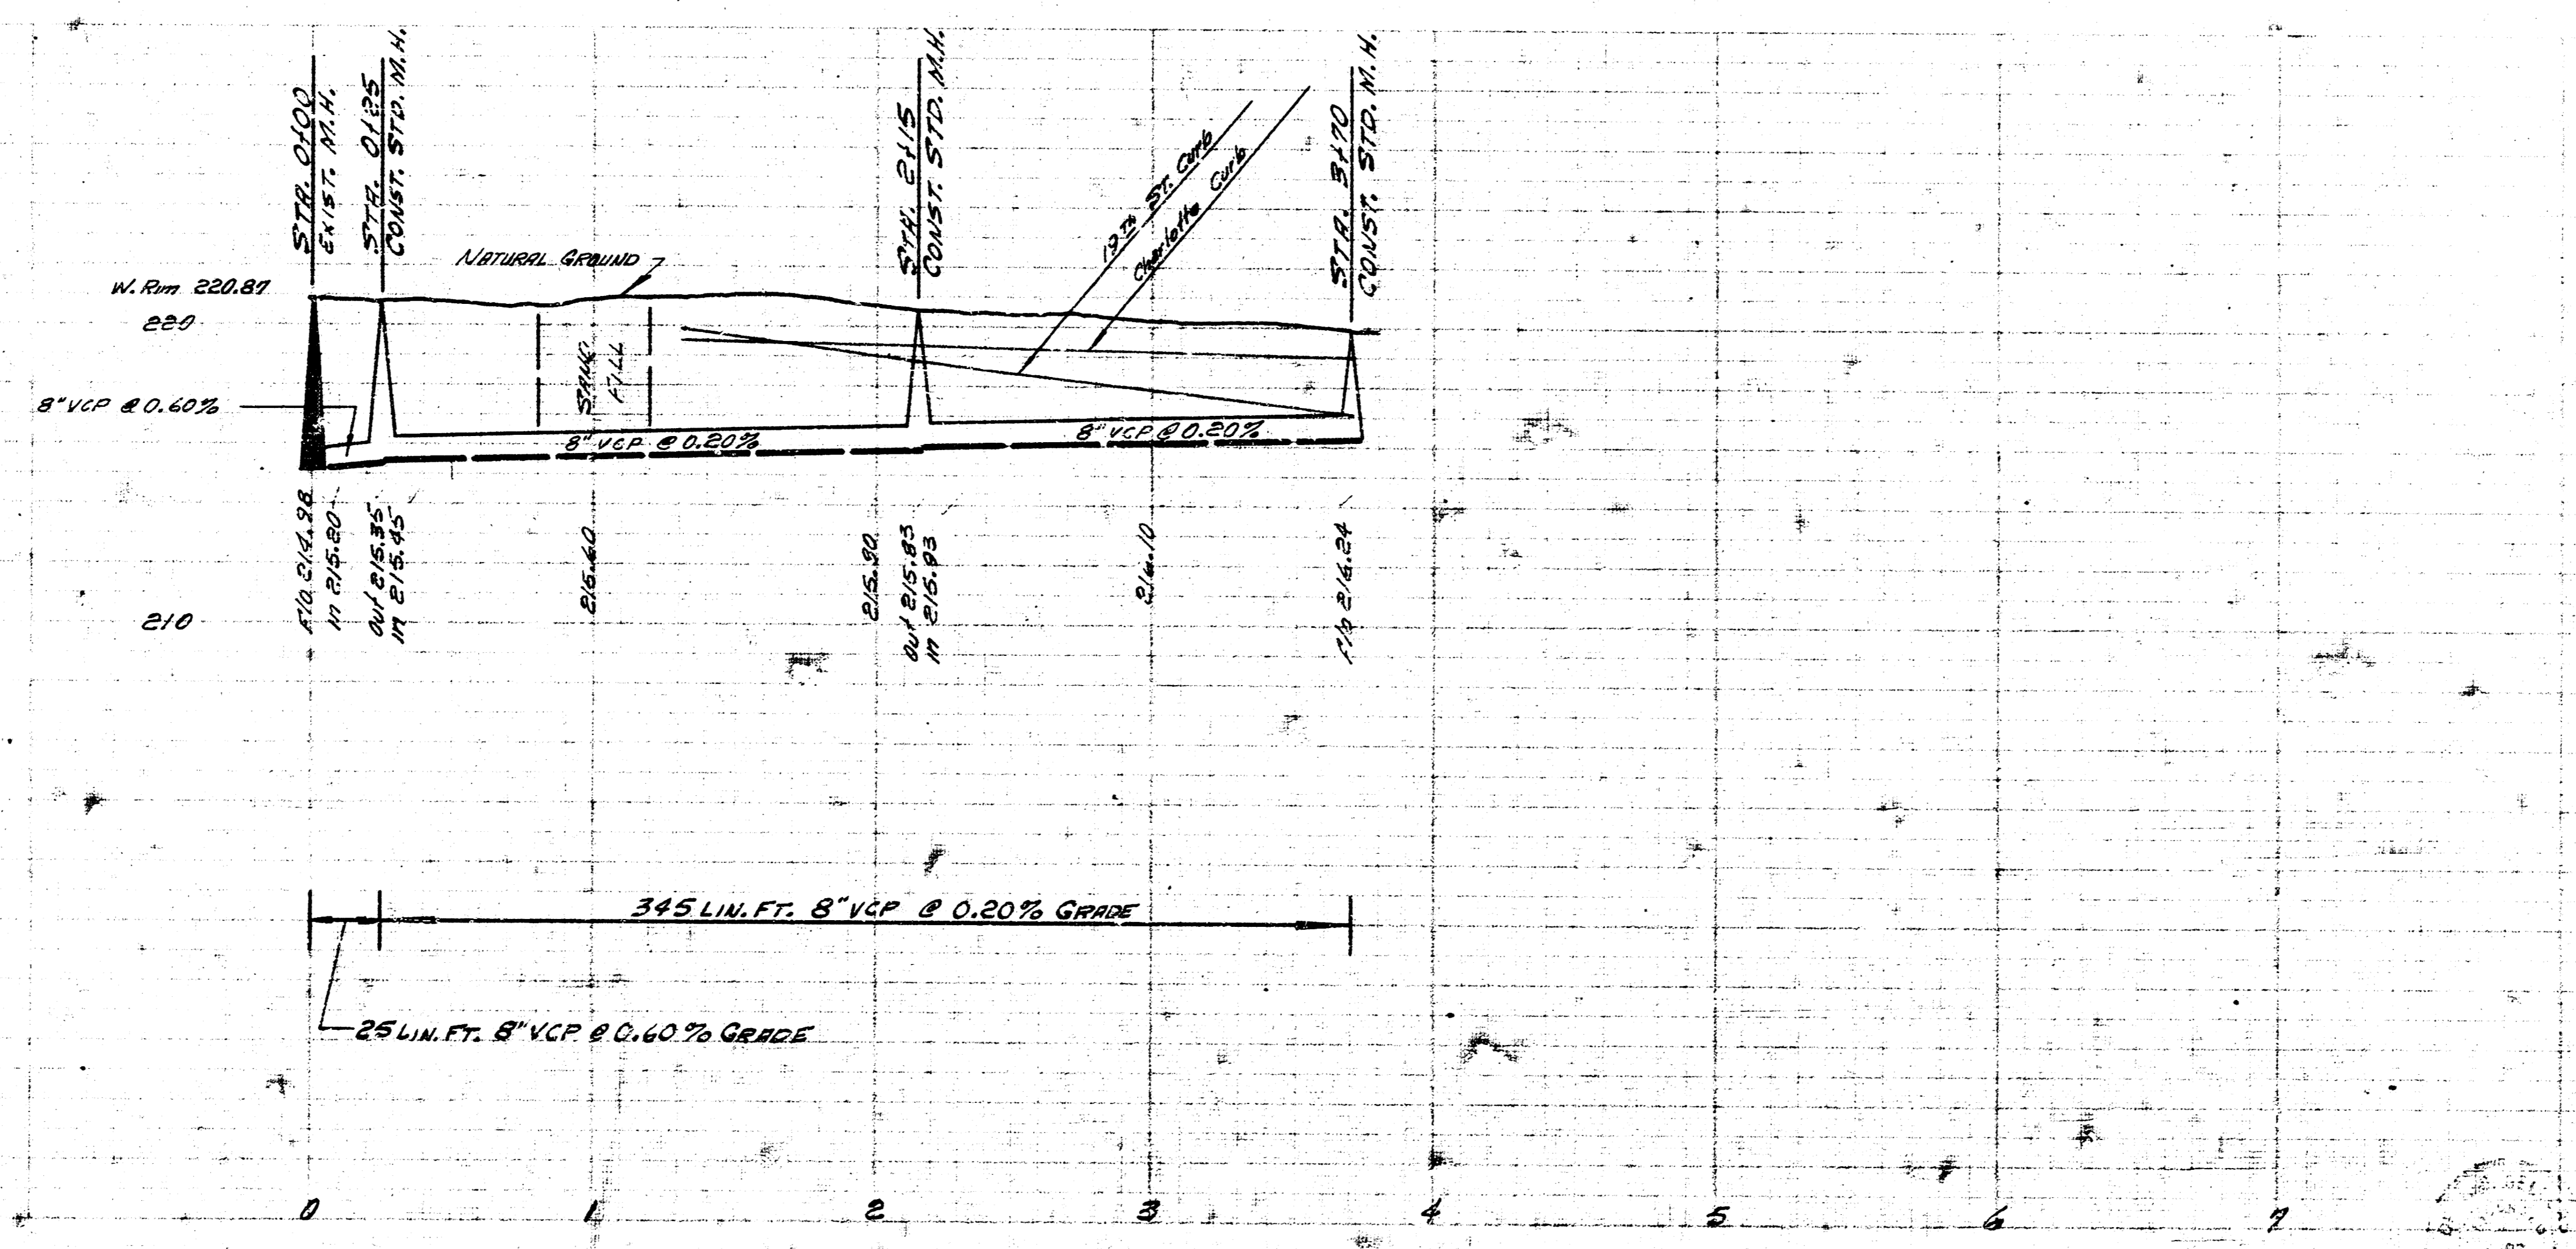 STA. 0+00
EXIST. M.H.
STA. 0+25
CONST. STD. M.H.
STA. 2+15
CONST. STD. M.H.
STA. 3+70
CONST. STD. M.H.
19TH ST. Curb
Charlotte Curb
NATURAL GROUND
W. Rim 220.87
220
SAND
FILL
8" VCP @ 0.60%
8" VCP @ 0.20%
8" VCP @ 0.20%
Flo. 214.98
in 215.20
Out 215.35
in 215.45
215.60
215.80
Out 215.83
in 215.93
216.10
Flo 216.24
210
345 LIN. FT. 8" VCP @ 0.20% GRADE
25 LIN. FT. 8" VCP @ 0.60% GRADE
0 1 2 3 4 5 6 7